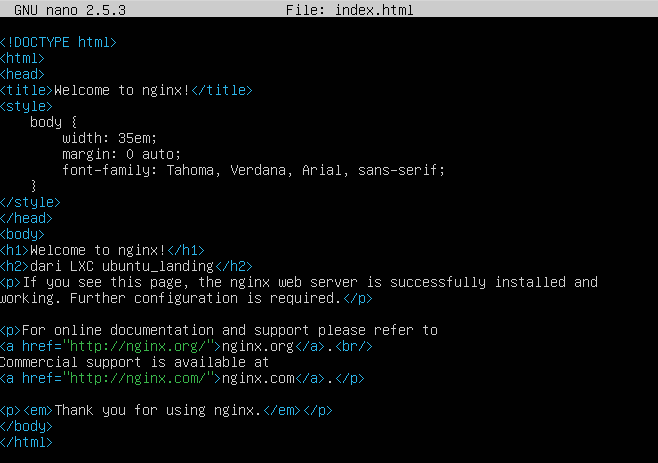 GNU nano 2.5.3 File: index.html
<!DOCTYPE html>
<html>
<head>
<title>Welcome to nginx!</title>
<style>
    body {
        width: 35em;
        margin: 0 auto;
        font-family: Tahoma, Verdana, Arial, sans-serif;
    }
</style>
</head>
<body>
<h1>Welcome to nginx!</h1>
<h2>dari LXC ubuntu_landing</h2>
<p>If you see this page, the nginx web server is successfully installed and
working. Further configuration is required.</p>

<p>For online documentation and support please refer to
<a href="http://nginx.org/">nginx.org</a>.<br/>
Commercial support is available at
<a href="http://nginx.com/">nginx.com</a>.</p>

<p><em>Thank you for using nginx.</em></p>
</body>
</html>